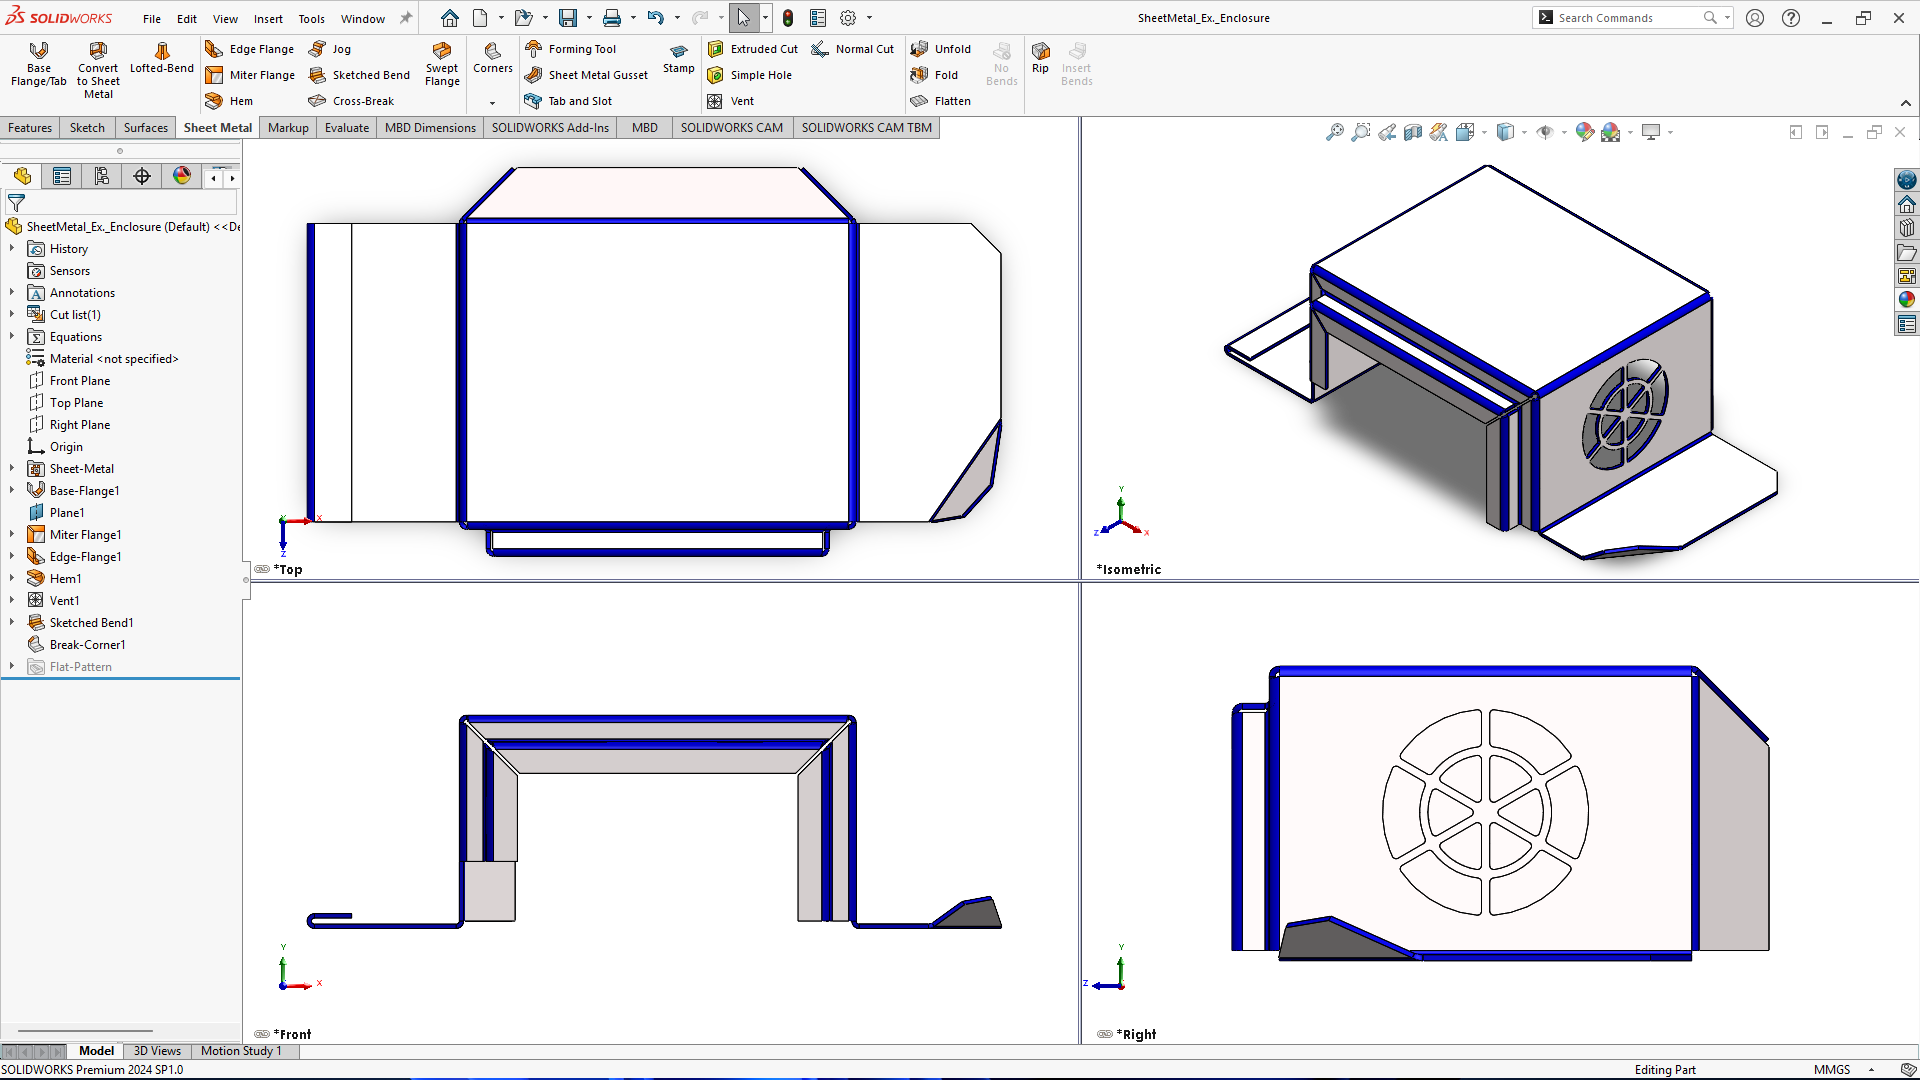 SOLIDWORKS File Edit View Insert Tools Window SheetMetal_Ex._Enclosure Search Commands
Base Flange/Tab
Convert to Sheet Metal
Lofted-Bend
Edge Flange
Miter Flange
Hem
Jog
Sketched Bend
Cross-Break
Swept Flange
Corners
Forming Tool
Sheet Metal Gusset
Tab and Slot
Stamp
Extruded Cut
Simple Hole
Vent
Normal Cut
Unfold
Fold
Flatten
No Bends
Rip
Insert Bends
Features Sketch Surfaces Sheet Metal Markup Evaluate MBD Dimensions SOLIDWORKS Add-Ins MBD SOLIDWORKS CAM SOLIDWORKS CAM TBM
SheetMetal_Ex._Enclosure (Default) <<De
History
Sensors
Annotations
Cut list(1)
Equations
Material <not specified>
Front Plane
Top Plane
Right Plane
Origin
Sheet-Metal
Base-Flange1
Plane1
Miter Flange1
Edge-Flange1
Hem1
Vent1
Sketched Bend1
Break-Corner1
Flat-Pattern
Y X Z
*Top
Y Z X
*Isometric
Y X
*Front
Y Z
*Right
Model 3D Views Motion Study 1
SOLIDWORKS Premium 2024 SP1.0 Editing Part MMGS